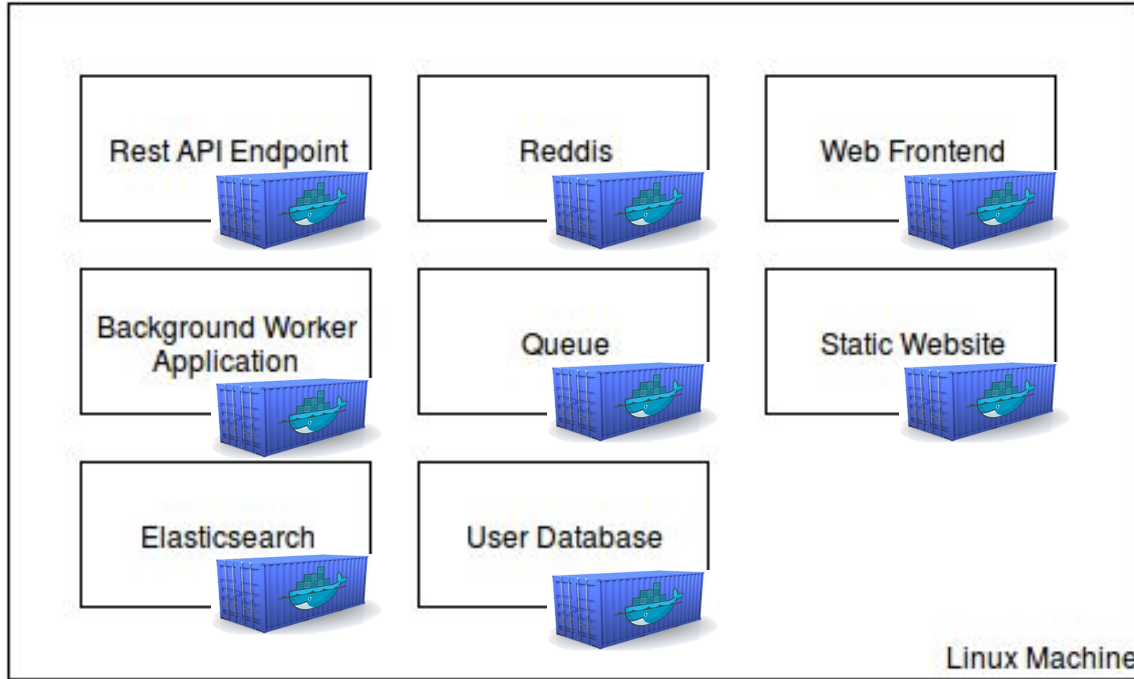 Rest API Endpoint
Reddis
Web Frontend
Background Worker
Application
Queue
Static Website
Elasticsearch
User Database
Linux Machine